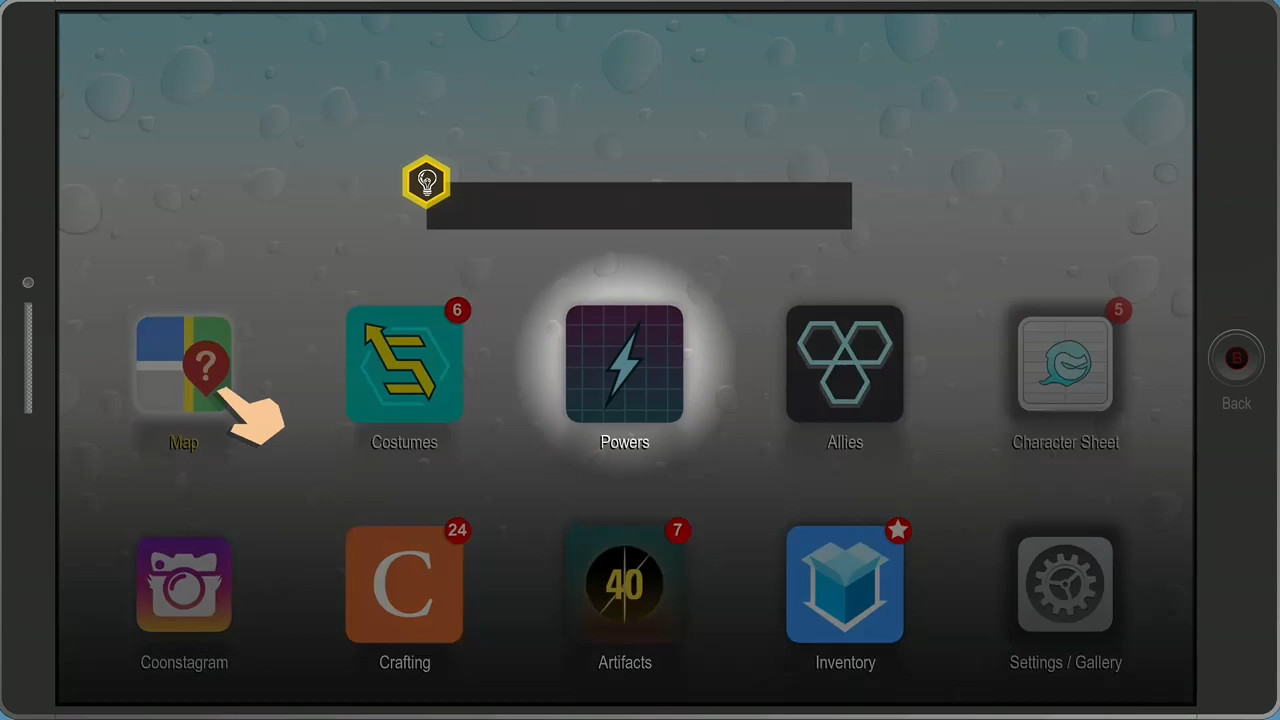 6
5
?
B
Back
Map
Costumes
Powers
Allies
Character Sheet
24
7
C
40
Coonstagram
Crafting
Artifacts
Inventory
Settings / Gallery